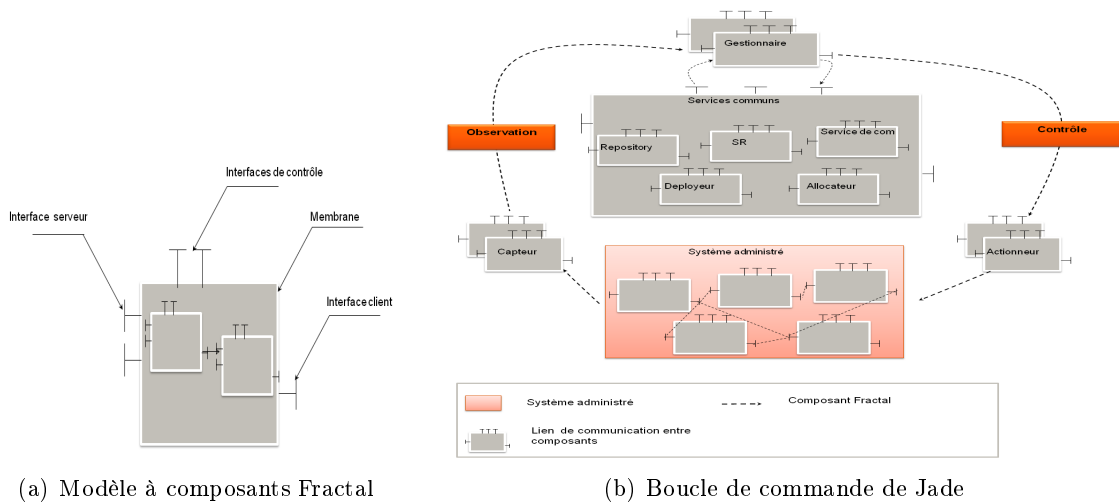 Interfaces de contrôle
Interface serveur
Membrane
Interface client
(a) Modèle à composants Fractal
Gestionnaire
Services communs
Observation
Contrôle
Repository
SR
Service de com
Deployeur
Allocateur
Capteur
Système administré
Actionneur
Système administré
Composant Fractal
Lien de communication entre
composants
(b) Boucle de commande de Jade